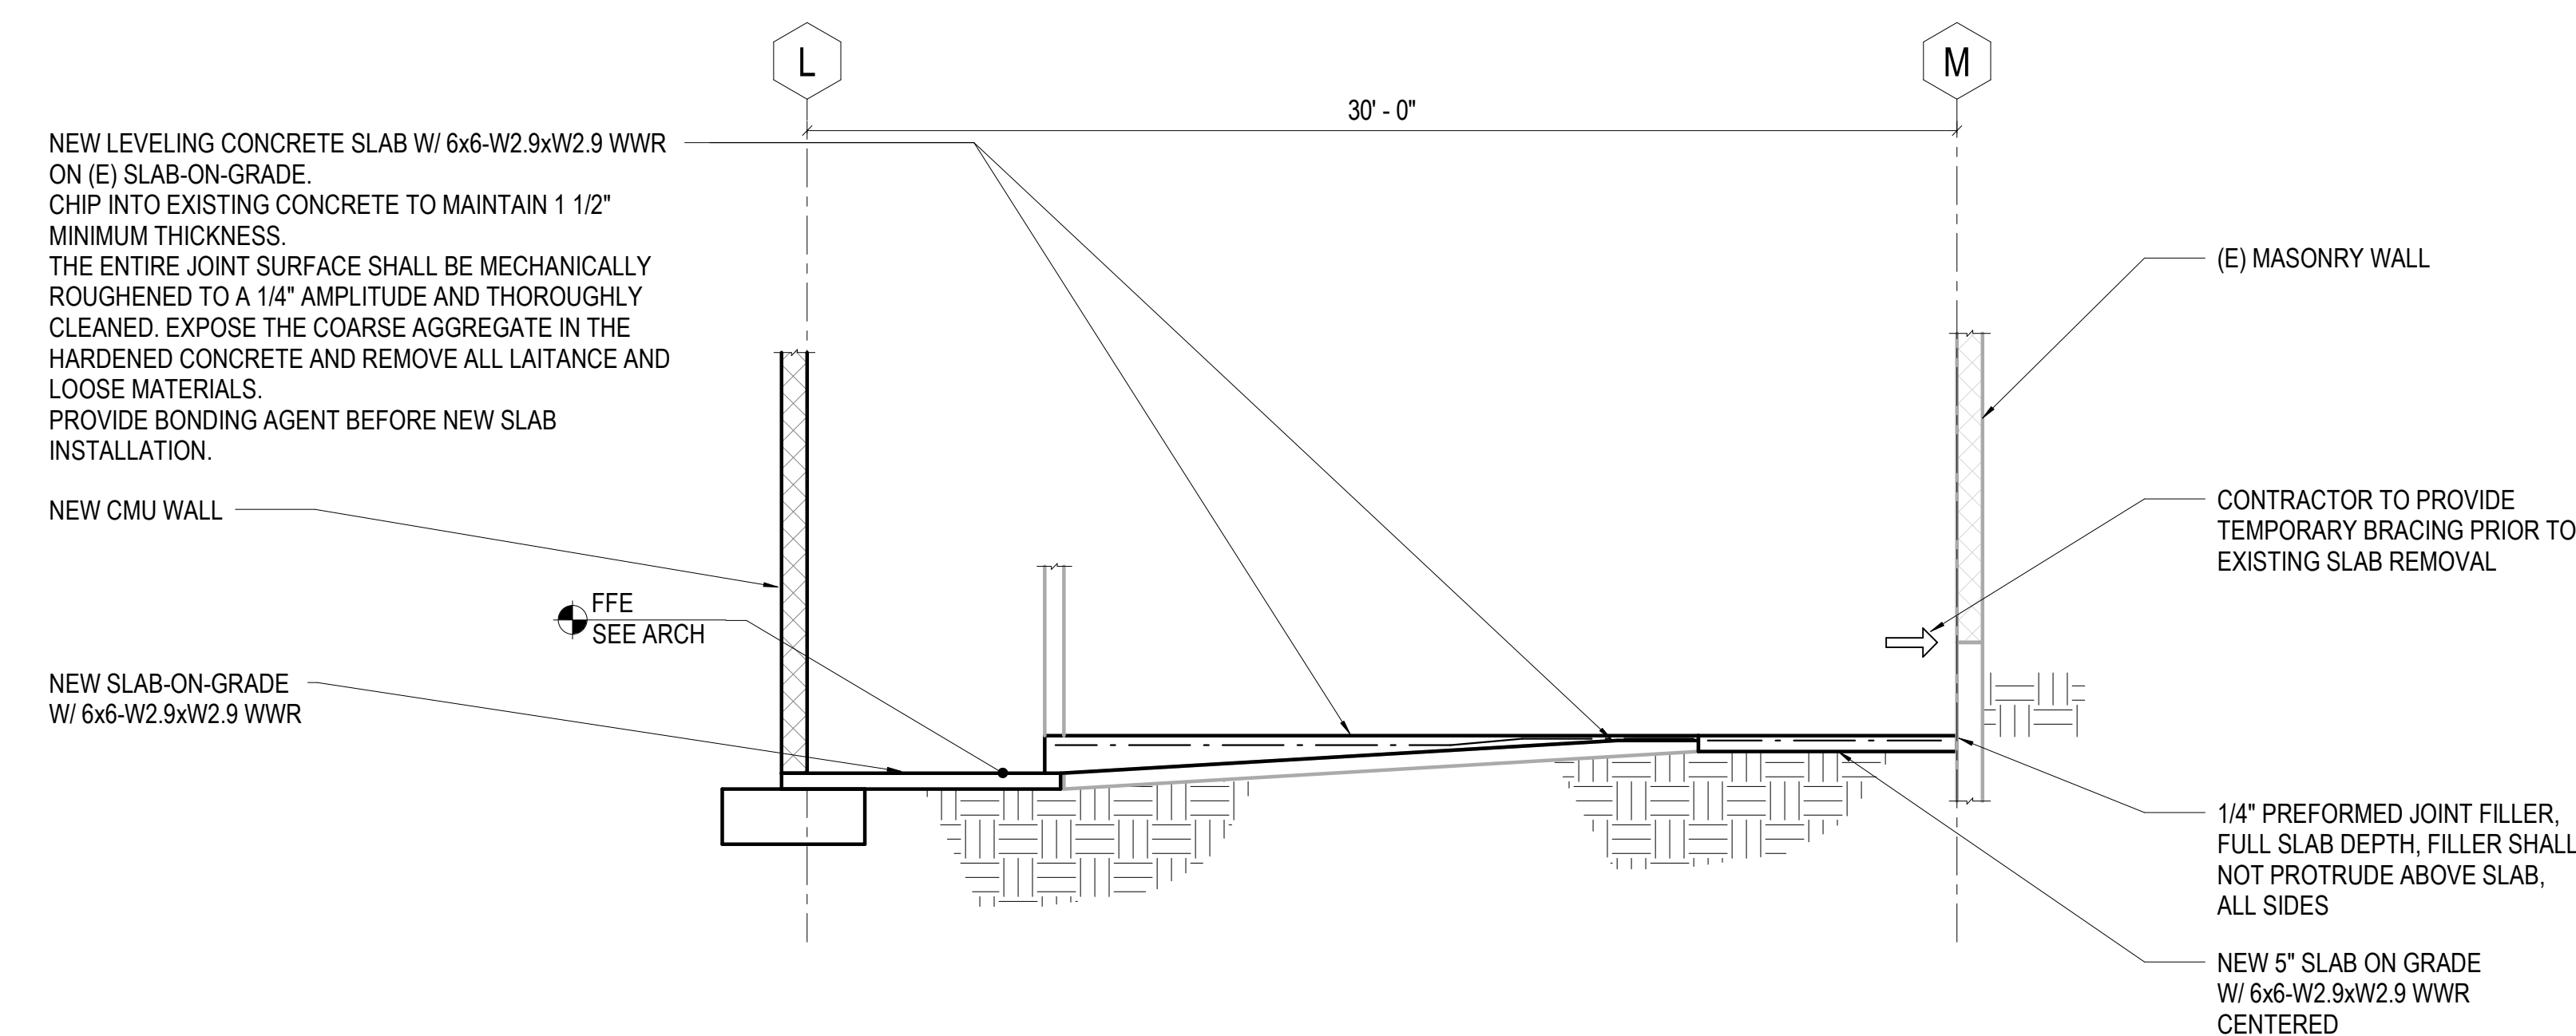 L
M
30' - 0"
NEW LEVELING CONCRETE SLAB W/ 6x6-W2.9xW2.9 WWR
ON (E) SLAB-ON-GRADE.
CHIP INTO EXISTING CONCRETE TO MAINTAIN 1 1/2"
MINIMUM THICKNESS.
THE ENTIRE JOINT SURFACE SHALL BE MECHANICALLY
ROUGHENED TO A 1/4" AMPLITUDE AND THOROUGHLY
CLEANED. EXPOSE THE COARSE AGGREGATE IN THE
HARDENED CONCRETE AND REMOVE ALL LAITANCE AND
LOOSE MATERIALS.
PROVIDE BONDING AGENT BEFORE NEW SLAB
INSTALLATION.
NEW CMU WALL
FFE
SEE ARCH
NEW SLAB-ON-GRADE
W/ 6x6-W2.9xW2.9 WWR
(E) MASONRY WALL
CONTRACTOR TO PROVIDE
TEMPORARY BRACING PRIOR TO
EXISTING SLAB REMOVAL
1/4" PREFORMED JOINT FILLER,
FULL SLAB DEPTH, FILLER SHALL
NOT PROTRUDE ABOVE SLAB,
ALL SIDES
NEW 5" SLAB ON GRADE
W/ 6x6-W2.9xW2.9 WWR
CENTERED